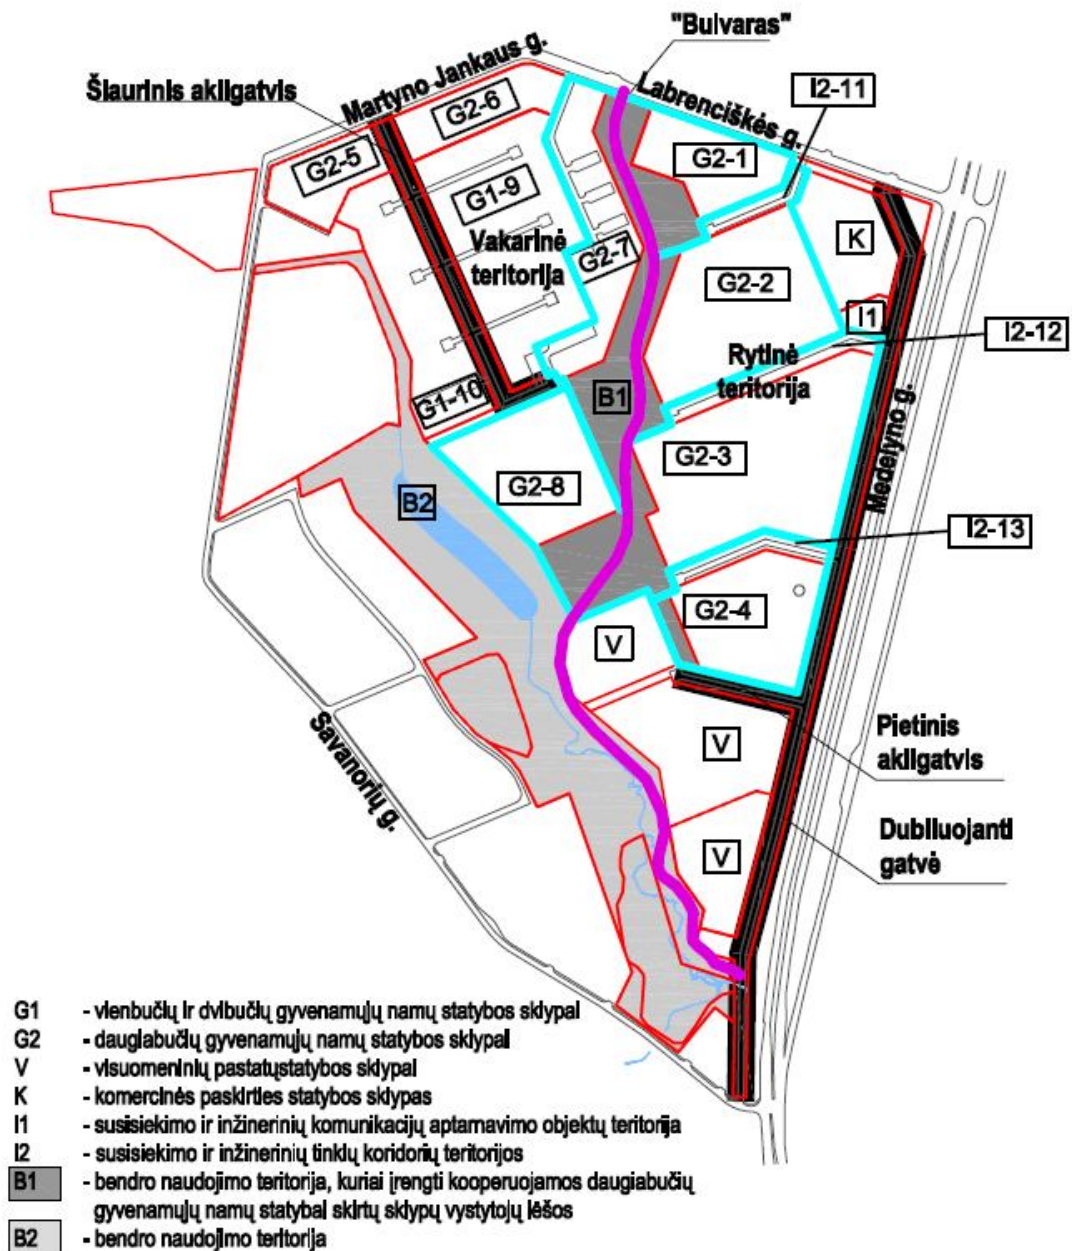 "Bulvaras"
Martyno Jankaus g.
Šiaurinis akligatvis
Labrenciškės g.
I2-11
G2-6
G2-5
G2-1
G1-9
K
Vakarinė
teritorija
G2-7
G2-2
I1
I2-12
Rytinė
teritorija
G1-10
B1
Medelyno g.
G2-3
G2-8
B2
I2-13
G2-4
V
Savanorių g.
V
Pietinis
akligatvis
V
Dubliuojanti
gatvė
G1 - vienbučių ir dvibučių gyvenamųjų namų statybos sklypai
G2 - daugiabučių gyvenamųjų namų statybos sklypai
V - visuomeninių pastatųstatybos sklypai
K - komercinės paskirties statybos sklypas
I1 - susisiekimo ir inžinerinių komunikacijų aptarnavimo objektų teritorija
I2 - susisiekimo ir inžinerinių tinklų koridorių teritorijos
B1 - bendro naudojimo teritorija, kuriai įrengti kooperuojamos daugiabučių
gyvenamųjų namų statybai skirtų sklypų vystytojų lėšos
B2 - bendro naudojimo teritorija